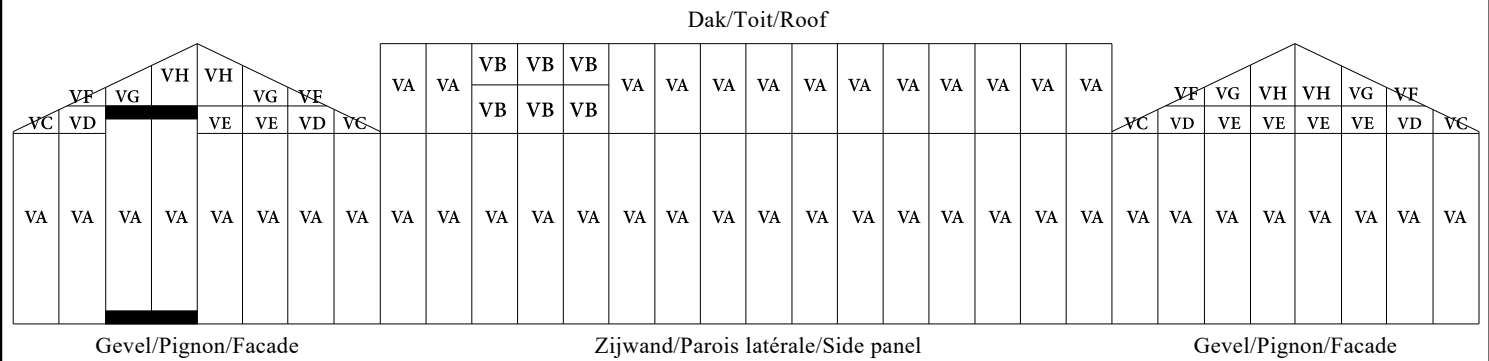 Dak/Toit/Roof
VB VB VB
VH VH
VA VA VA VA VA VA VA VA VA VA VA VA VA
VF VG VG VF VF VG VH VH VG VF
VB VB VB
VC VD VE VE VD VC VC VD VE VE VE VE VD VC
VA VA VA VA VA VA VA VA VA VA VA VA VA VA VA VA VA VA VA VA VA VA VA VA VA VA VA VA VA VA VA VA
Gevel/Pignon/Facade Zijwand/Parois latérale/Side panel Gevel/Pignon/Facade